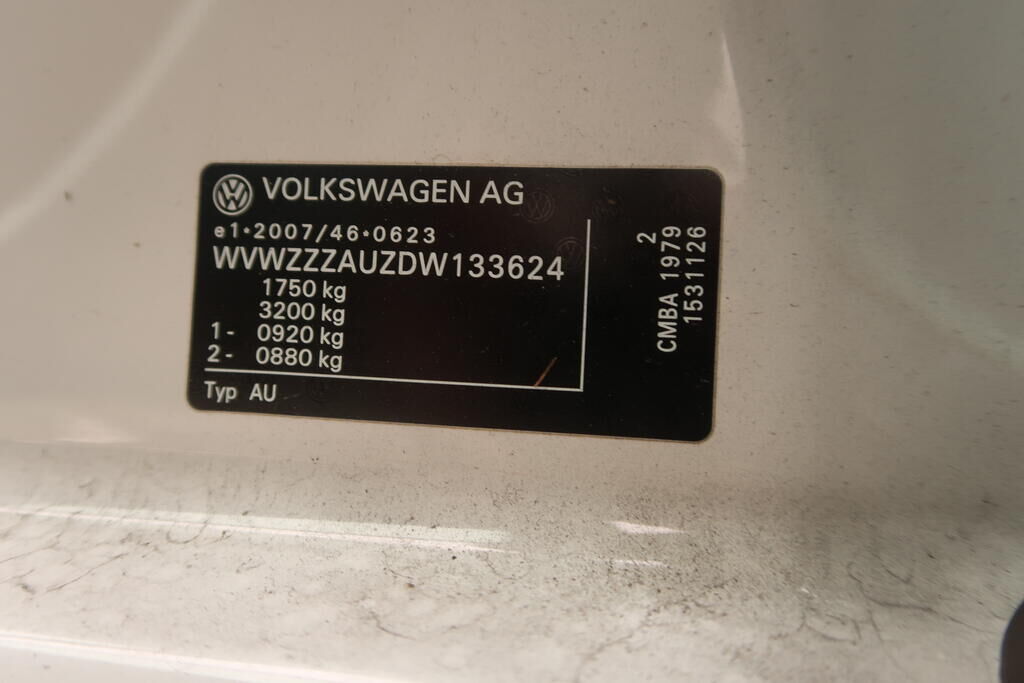 VOLKSWAGEN AG
e1*2007/46*0623
WVWZZZAUZDW133624
1750 kg
3200 kg
1- 0920 kg
2- 0880 kg
Typ AU
2
CMBA 1979
1531126